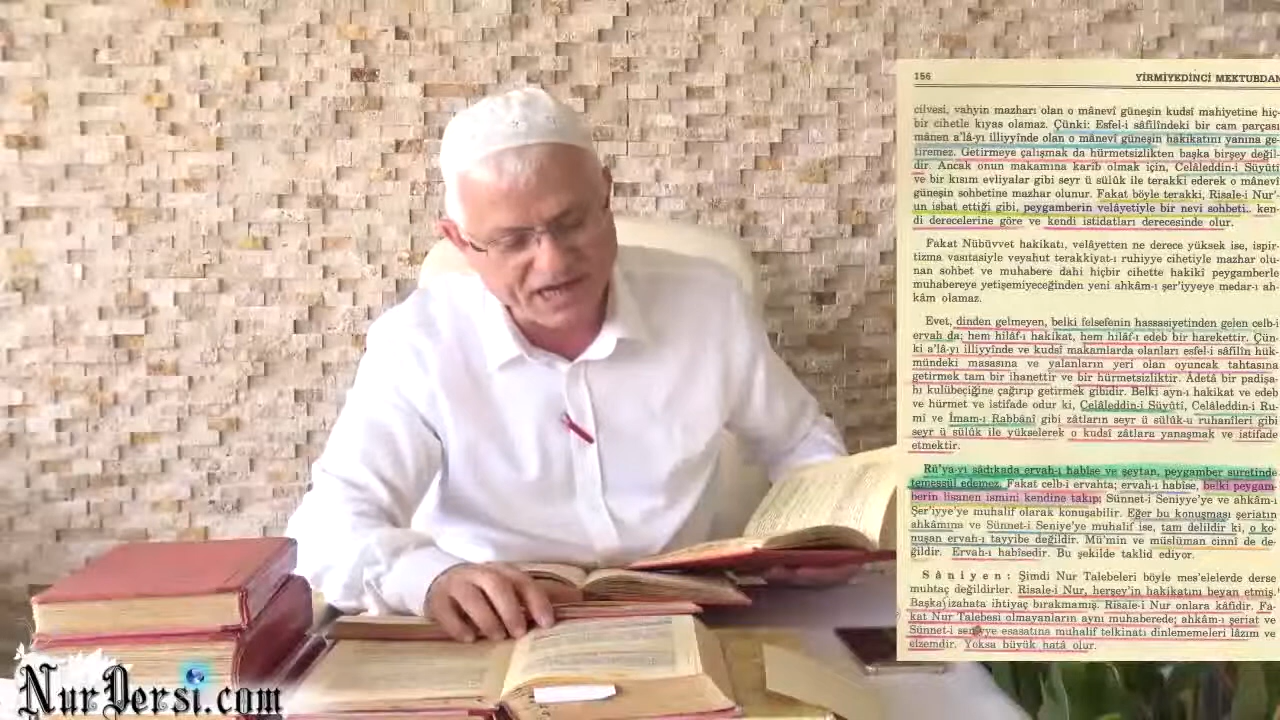 156 YİRMİYEDİNCİ MEKTUBDAN
cilvesi, vahyin mazharı olan o mânevî güneşin kudsî mahiyetine hiç-
bir cihetle kıyas olamaz. Çünki: Esfel-i sâfilîndeki bir cam parçası
mânen a'lâ-yı illiyyînde olan o mânevî güneşin hakikatını yanına ge-
tiremez. Getirmeye çalışmak da hürmetsizlikten başka birşey değil-
dir. Ancak onun makamına karib olmak için, Celâleddin-i Süyûtî
ve bir kısım evliyalar gibi seyr ü sülûk ile terakki ederek o mânevî
güneşin sohbetine mazhar olunur. Fakat böyle terakki, Risale-i Nur'-
un isbat ettiği gibi, peygamberin velâyetiyle bir nevi sohbeti.. ken-
di derecelerine göre ve kendi istidatları derecesinde olur.
Fakat Nübüvvet hakikatı, velâyetten ne derece yüksek ise, ispir-
tizma vasıtasiyle veyahut terakkiyat-ı ruhiyye cihetiyle mazhar olu-
nan sohbet ve muhabere dahi hiçbir cihette hakikî peygamberle
muhabereye yetişemiyeceğinden yeni ahkâm-ı şer'iyyeye medar-ı ah-
kâm olamaz.
Evet, dinden gelmeyen, belki felsefenin hassasiyetinden gelen celb-i
ervah da; hem hilâf-ı hakikat, hem hilâf-ı edeb bir harekettir. Çün-
ki a'lâ-yı illiyyînde ve kudsî makamlarda olanları esfel-i sâfilîn hük-
mündeki masasına ve yalanların yeri olan oyuncak tahtasına
getirmek tam bir ihanettir ve bir hürmetsizliktir. Adetâ bir padişa-
hı kulübeciğine çağırıp getirmek gibidir. Belki ayn-ı hakikat ve edeb
ve hürmet ve istifade odur ki, Celâleddin-i Süyûtî, Celâleddin-i Ru-
mî ve İmam-ı Rabbânî gibi zâtların seyr ü sülûk-u ruhanîleri gibi
seyr ü sülûk ile yükselerek o kudsî zâtlara yanaşmak ve istifade
etmektir.
Rü'ya-yı sâdıkada ervah-ı habîse ve şeytan, peygamber suretinde
temessül edemez. Fakat celb-i ervahta; ervah-ı habîse, belki peygam-
berin lisanen ismini kendine takıp; Sünnet-i Seniyye'ye ve ahkâm-ı
Şer'iyye'ye muhalif olarak konuşabilir. Eğer bu konuşması şeriatın
ahkâmına ve Sünnet-i Seniye'ye muhalif ise, tam delildir ki, o ko-
nuşan ervah-ı tayyibe değildir. Mü'min ve müslüman cinnî de de-
ğildir. Ervah-ı habîsedir. Bu şekilde taklid ediyor.
Sâniyen: Şimdi Nur Talebeleri böyle mes'elelerde derse
muhtaç değildirler. Risale-i Nur, herşey'in hakikatını beyan etmiş.
Başka izahata ihtiyaç bırakmamış. Risale-i Nur onlara kâfidir. Fa-
kat Nur Talebesi olmayanların aynı muhabere; ahkâm-ı şeriat ve
Sünnet-i seniyye esasatına muhalif telkinatı dinlememeleri lâzım ve
elzemdir. Yoksa büyük hatâ olur.
NurDersi.com